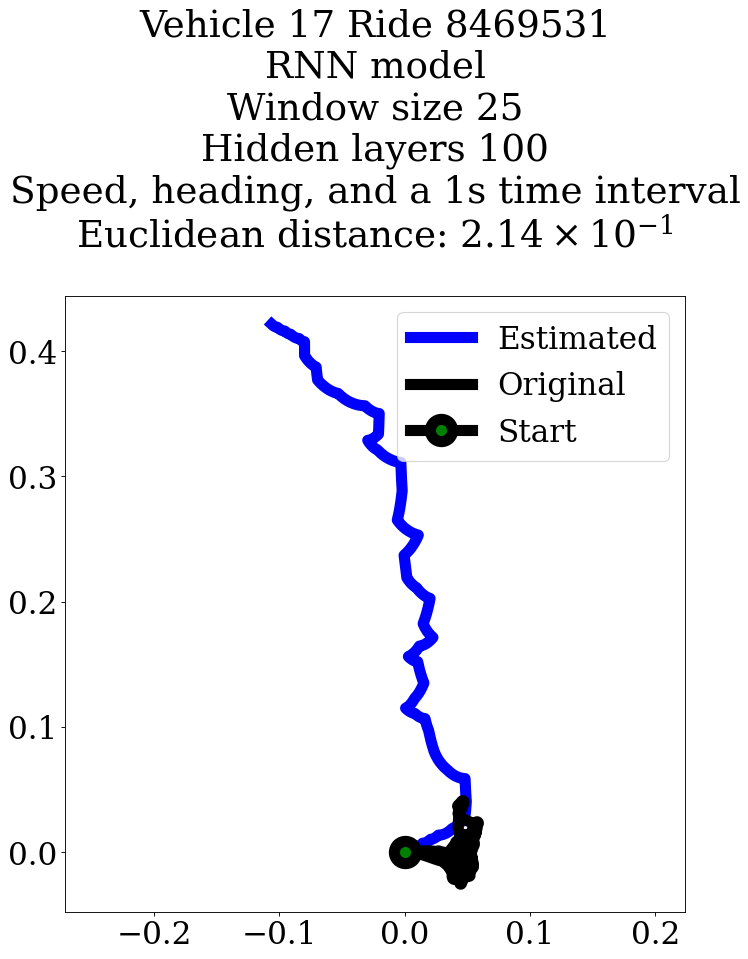 Vehicle 17 Ride 8469531
RNN model
Window size 25
Hidden layers 100
Speed, heading, and a 1s time interval
Euclidean distance: 2.14 × 10⁻¹
Estimated
Original
Start
0.4
0.3
0.2
0.1
0.0
−0.2 −0.1 0.0 0.1 0.2